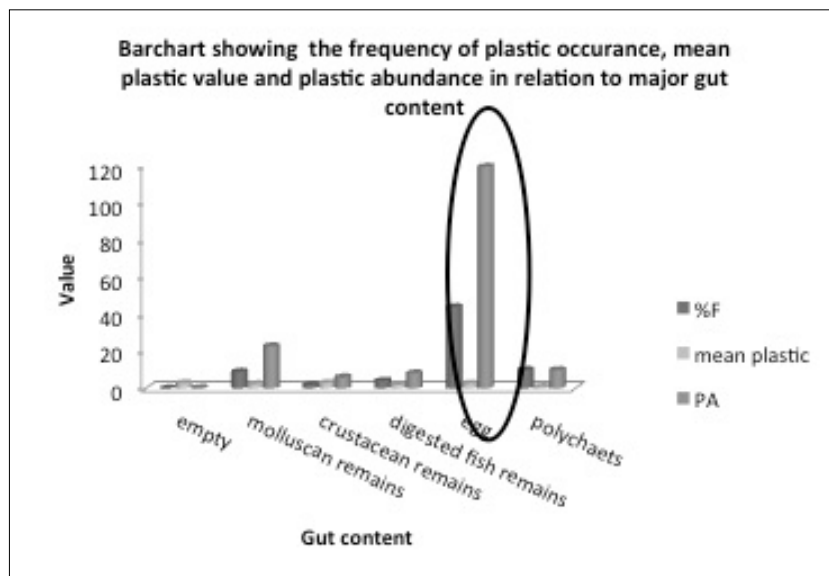 Barchart showing the frequency of plastic occurance, mean
plastic value and plastic abundance in relation to major gut
content
120
100
80
60
40
20
0
Value
empty
molluscan remains
crustacean remains
digested fish remains
egg
polychaets
Gut content
%F
mean plastic
PA